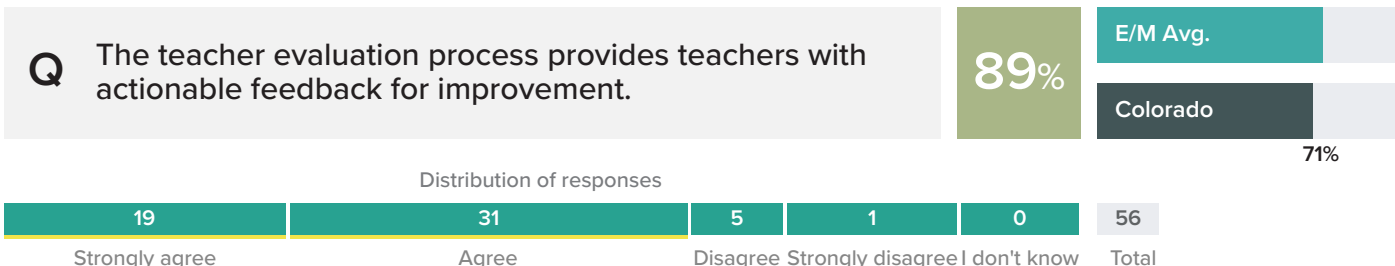 Q
The teacher evaluation process provides teachers with
actionable feedback for improvement.
89%
E/M Avg.
Colorado
71%
Distribution of responses
19 31 5 1 0 56
Strongly agree Agree Disagree Strongly disagree I don't know Total